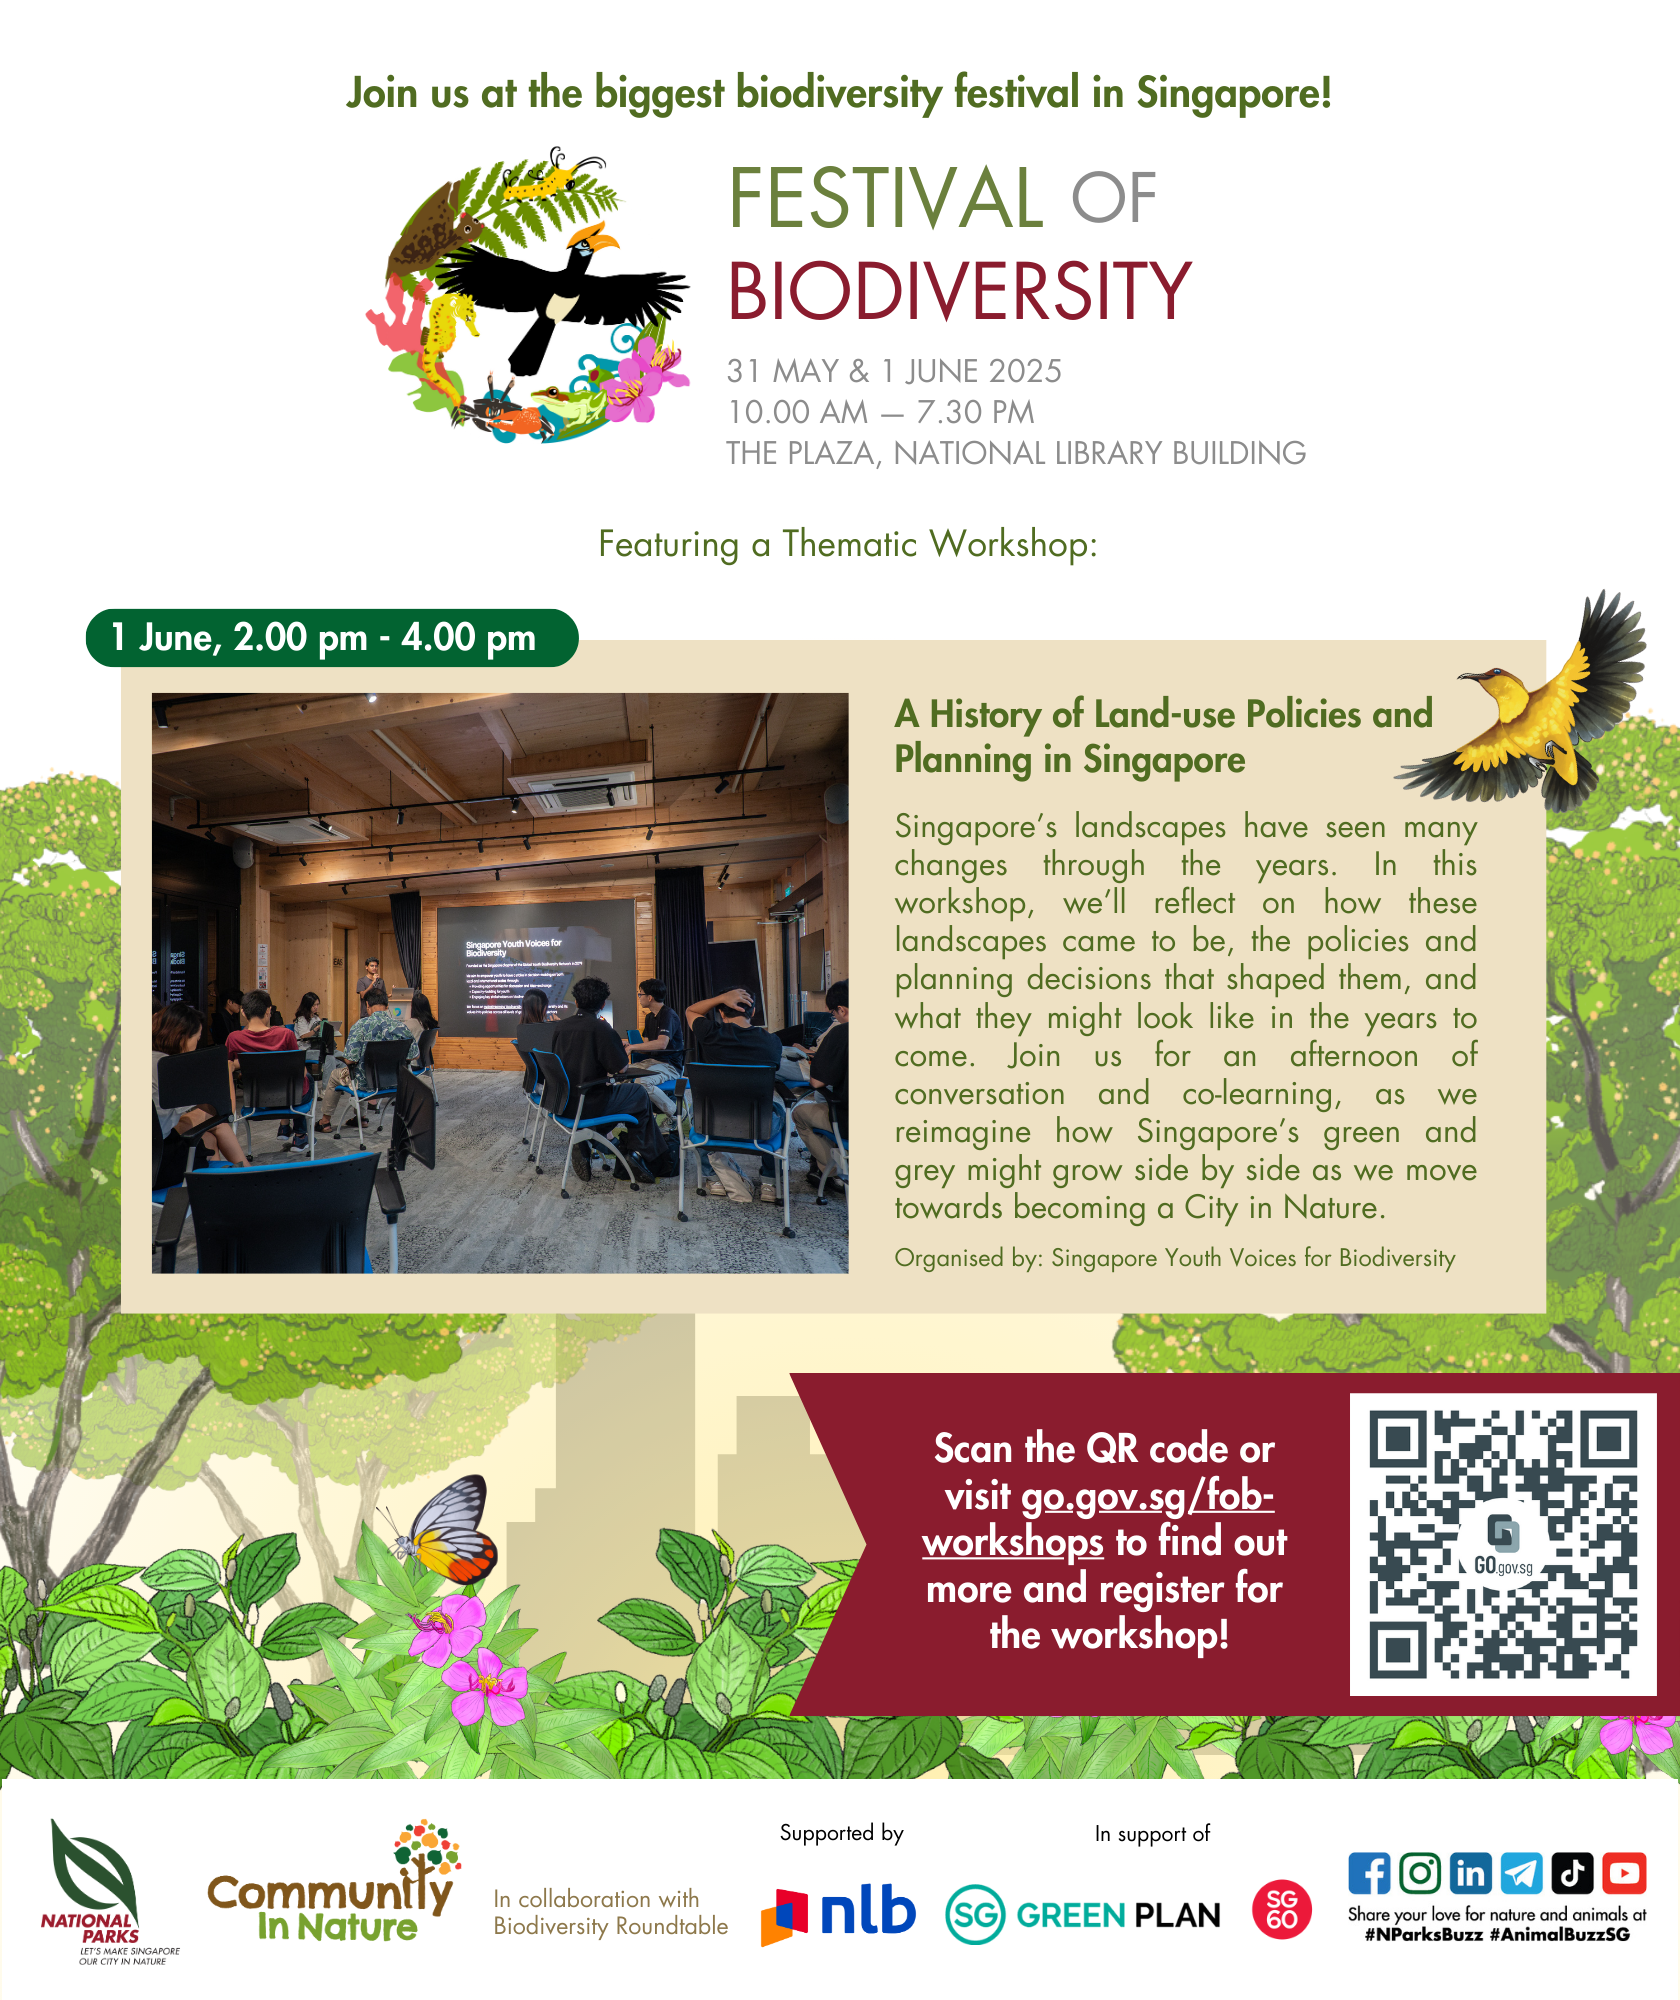 Join us at the biggest biodiversity festival in Singapore!
FESTIVAL OF
BIODIVERSITY
31 MAY & 1 JUNE 2025
10.00 AM — 7.30 PM
THE PLAZA, NATIONAL LIBRARY BUILDING
Featuring a Thematic Workshop:
1 June, 2.00 pm - 4.00 pm
Singapore Youth Voices for
Biodiversity
A History of Land-use Policies and
Planning in Singapore
Singapore's landscapes have seen many
changes through the years. In this
workshop, we'll reflect on how these
landscapes came to be, the policies and
planning decisions that shaped them, and
what they might look like in the years to
come. Join us for an afternoon of
conversation and co-learning, as we
reimagine how Singapore's green and
grey might grow side by side as we move
towards becoming a City in Nature.
Organised by: Singapore Youth Voices for Biodiversity
Scan the QR code or
visit go.gov.sg/fob-
workshops to find out
more and register for
the workshop!
GO.gov.sg
NATIONAL
PARKS
LET'S MAKE SINGAPORE
OUR CITY IN NATURE
Community
In Nature
In collaboration with
Biodiversity Roundtable
Supported by
nlb
In support of
SG GREEN PLAN
SG
60
Share your love for nature and animals at
#NParksBuzz #AnimalBuzzSG